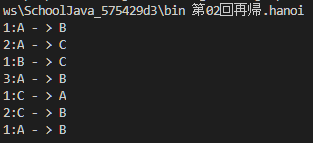 ws\SchoolJava_575429d3\bin 第02回再帰.hanoi
1:A - > B
2:A - > C
1:B - > C
3:A - > B
1:C - > A
2:C - > B
1:A - > B